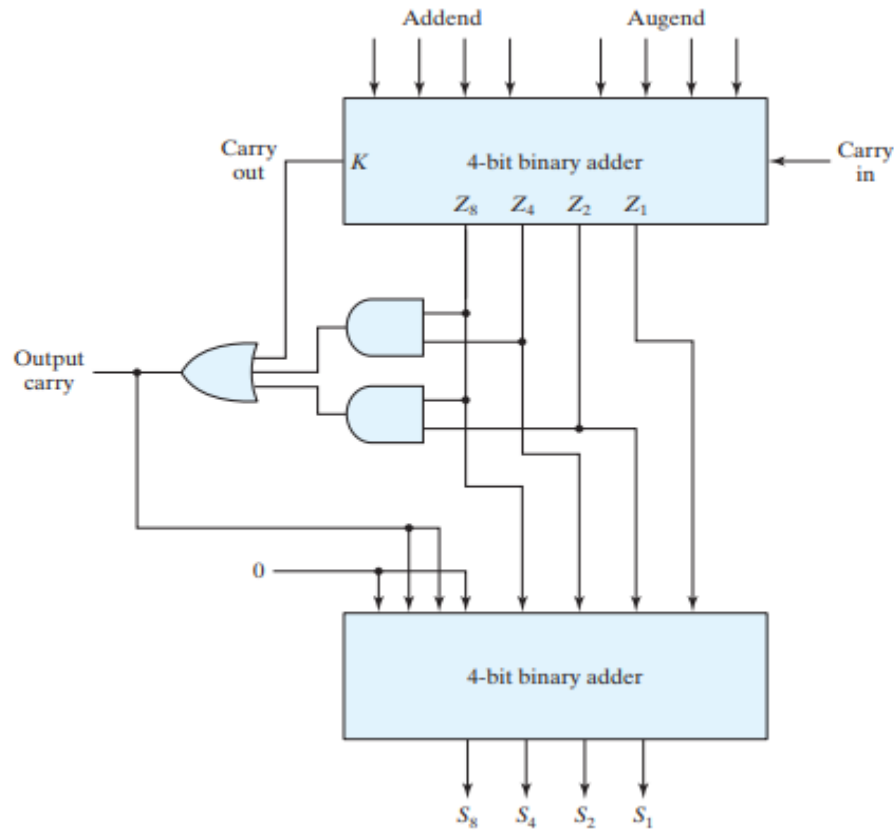 Addend
Augend
Carry
out
K
4-bit binary adder
Carry
in
Z₈ Z₄ Z₂ Z₁
Output
carry
0
4-bit binary adder
S₈ S₄ S₂ S₁